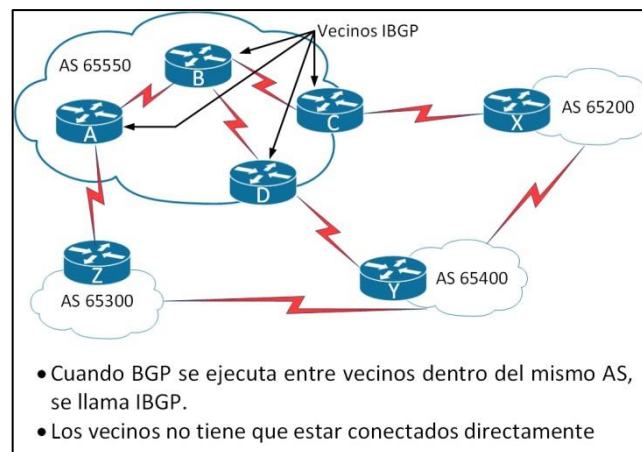 Vecinos IBGP
AS 65550
B
A
C
X
AS 65200
D
Z
Y
AS 65400
AS 65300
• Cuando BGP se ejecuta entre vecinos dentro del mismo AS,
se llama IBGP.
• Los vecinos no tiene que estar conectados directamente